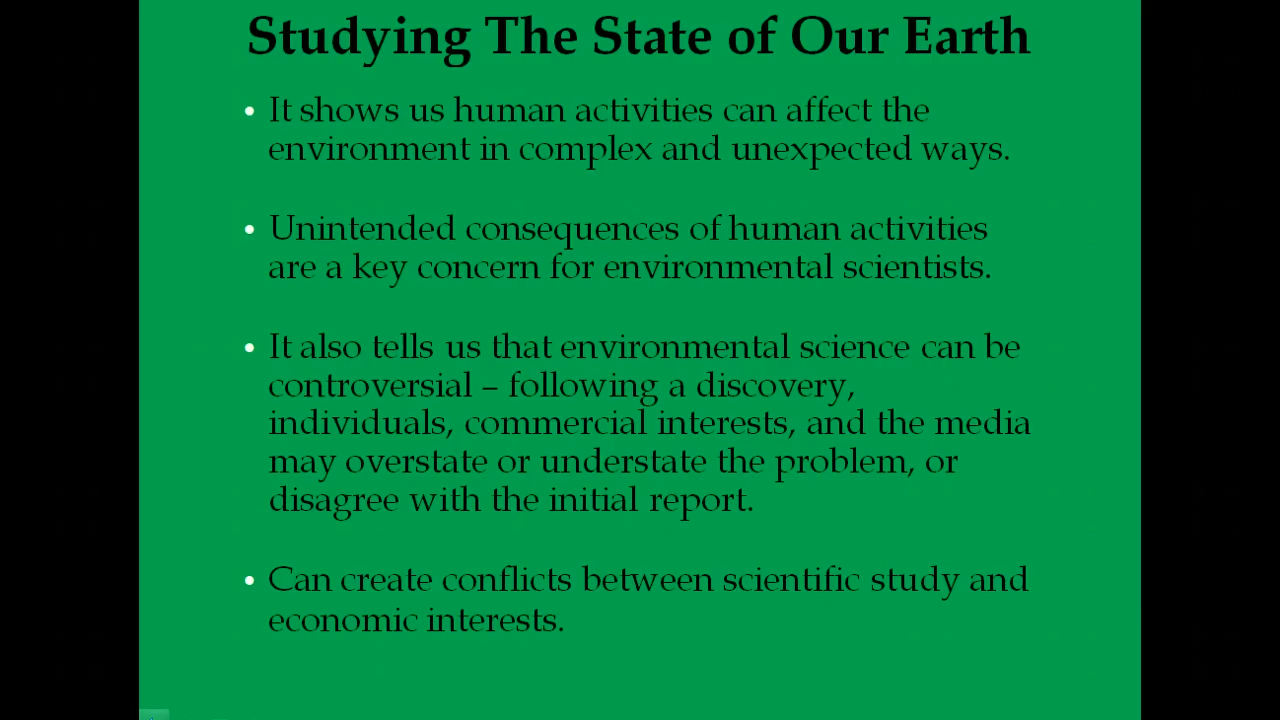 Studying The State of Our Earth
• It shows us human activities can affect the
environment in complex and unexpected ways.
• Unintended consequences of human activities
are a key concern for environmental scientists.
• It also tells us that environmental science can be
controversial – following a discovery,
individuals, commercial interests, and the media
may overstate or understate the problem, or
disagree with the initial report.
• Can create conflicts between scientific study and
economic interests.